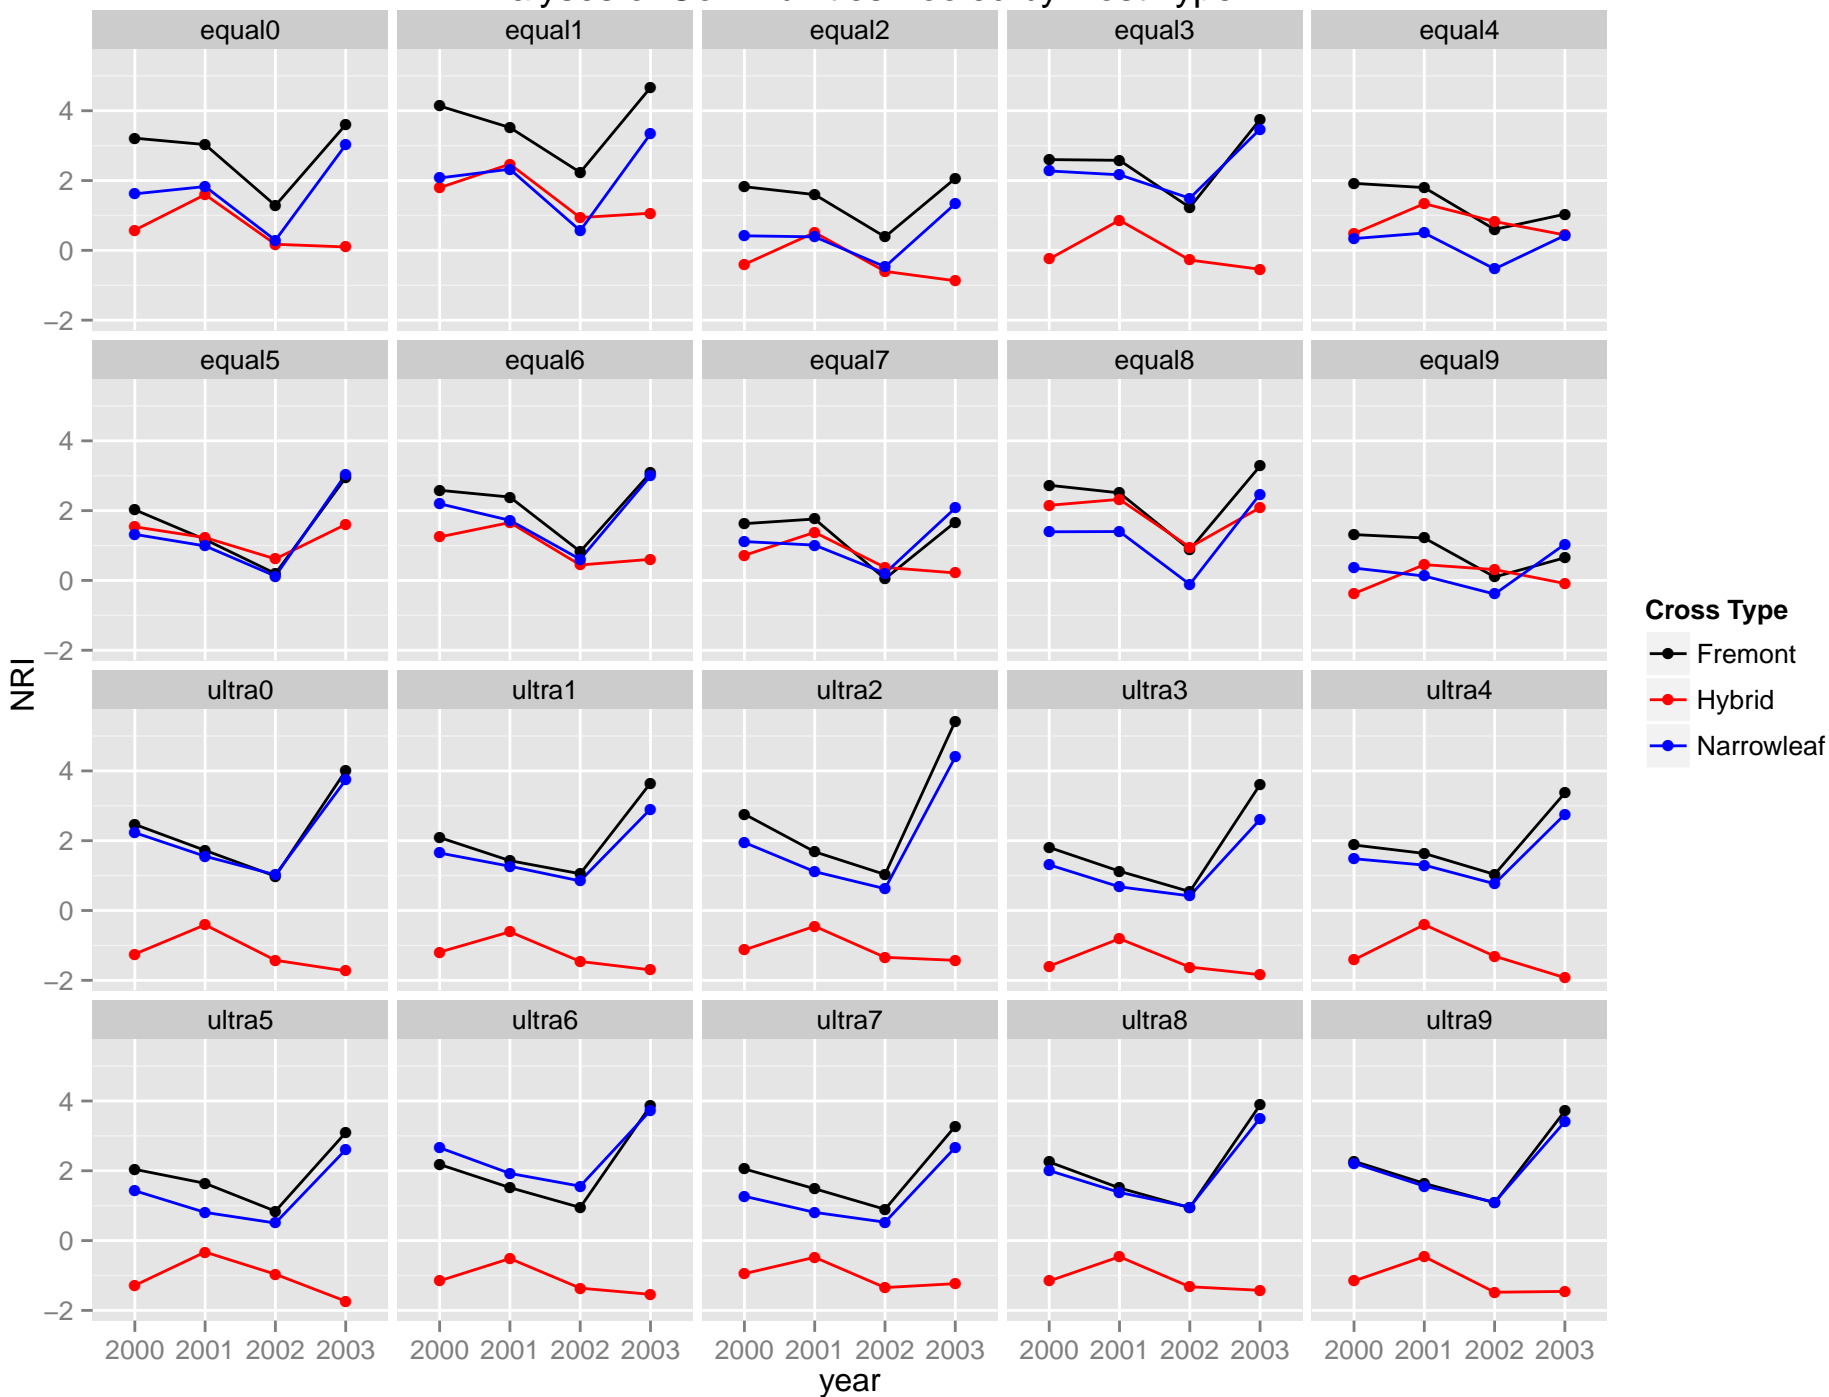 equal0 equal1 equal2 equal3 equal4
4
2
0
−2
equal5 equal6 equal7 equal8 equal9
4
2
0
−2
ultra0 ultra1 ultra2 ultra3 ultra4
4
2
0
−2
ultra5 ultra6 ultra7 ultra8 ultra9
4
2
0
−2
2000 2001 2002 2003 2000 2001 2002 2003 2000 2001 2002 2003 2000 2001 2002 2003 2000 2001 2002 2003
year
NRI
Cross Type
Fremont
Hybrid
Narrowleaf